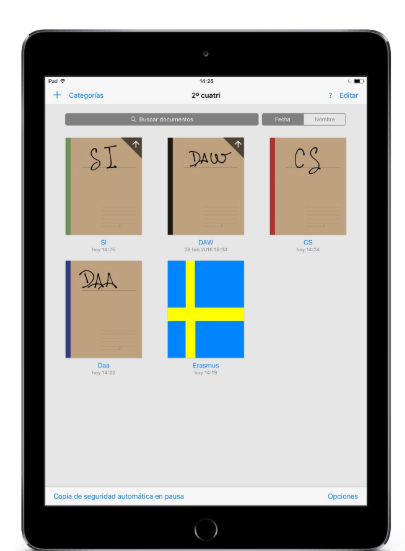 iPad 14:25
+ Categorías 2º cuatri ? Editar
Buscar documentos Fecha Nombre
SI DAW CS
SI DAW CS
hoy 14:25 hoy 14:24
DAA
Daa Erasmus
hoy 14:22 hoy 14:19
Copia de seguridad automática en pausa Opciones